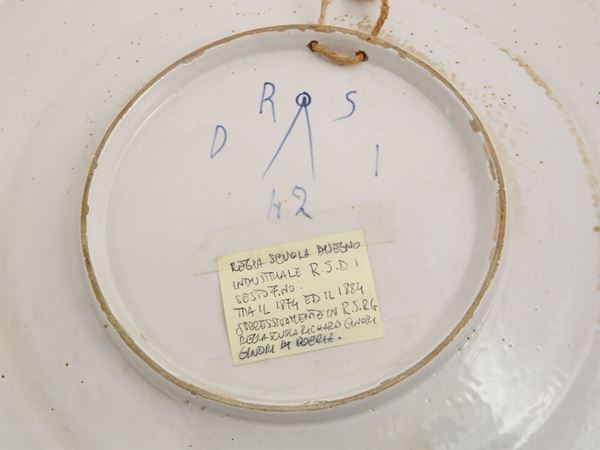 R S
D I
42
REGIA SCUOLA DISEGNO
INDUSTRIALE R.S.D.I
SESTO F.NO.
TRA IL 1874 ED IL 1884
SUCCESSIVAMENTE IN R.S.R.G
REGIA SCUOLA RICHARD GINORI
GINORI DI DOCCIA.